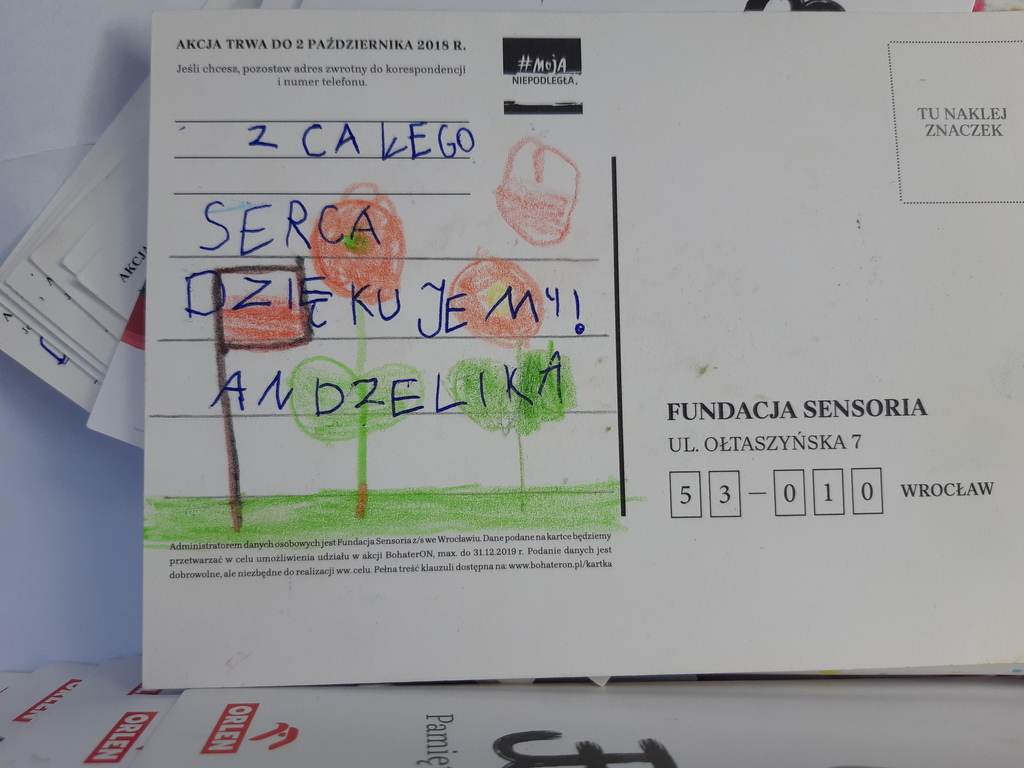 AKCJA TRWA DO 2 PAŹDZIERNIKA 2018 R.
Jeśli chcesz, pozostaw adres zwrotny do korespondencji
i numer telefonu.
#MOJA
NIEPODLEGŁA.
TU NAKLEJ
ZNACZEK
Z CAŁEGO
SERCA
DZIĘKUJEMY!
ANDZELIKA
FUNDACJA SENSORIA
UL. OŁTASZYŃSKA 7
53-010 WROCŁAW
Administratorem danych osobowych jest Fundacja Sensoria z/s we Wrocławiu. Dane podane na kartce będziemy
przetwarzać w celu umożliwienia udziału w akcji BohaterON, max. do 31.12.2019 r. Podanie danych jest
dobrowolne, ale niezbędne do realizacji ww. celu. Pełna treść klauzuli dostępna na: www.bohateron.pl/kartka
AKCJA
ORLEN
ORLEN